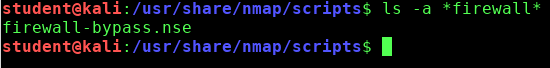 student@kali:/usr/share/nmap/scripts$ ls -a *firewall*
firewall-bypass.nse
student@kali:/usr/share/nmap/scripts$